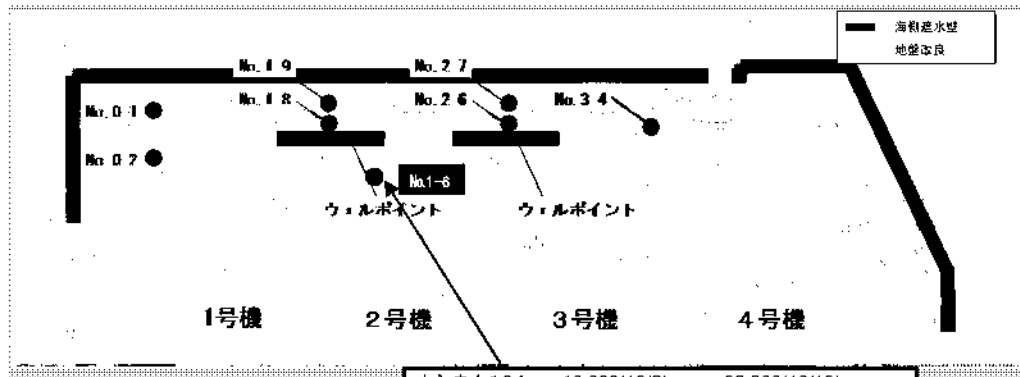 海側遮水壁
地盤改良
No.1-9
No.2-7
No.0-1
No.1-8
No.2-6
No.3-4
No.0-2
No.1-6
ウェルポイント
ウェルポイント
1号機
2号機
3号機
4号機